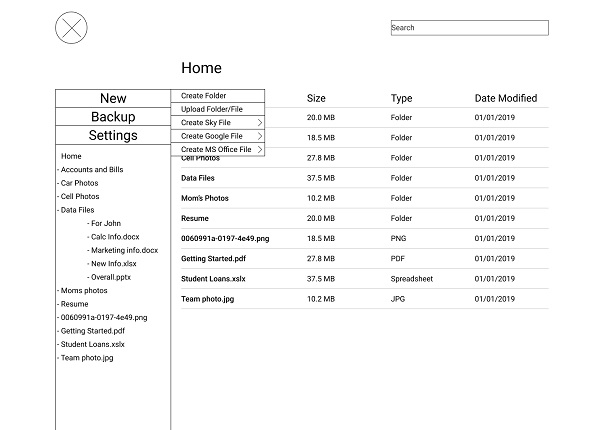 Search
Home
New
Backup
Settings
Create Folder
Upload Folder/File
Create Sky File
Create Google File
Create MS Office File
Size Type Date Modified
20.0 MB Folder 01/01/2019
18.5 MB Folder 01/01/2019
Cell Photos 27.8 MB Folder 01/01/2019
Data Files 37.5 MB Folder 01/01/2019
Mom's Photos 10.2 MB Folder 01/01/2019
Resume 20.0 MB Folder 01/01/2019
0060991a-0197-4e49.png 18.5 MB PNG 01/01/2019
Getting Started.pdf 27.8 MB PDF 01/01/2019
Student Loans.xslx 37.5 MB Spreadsheet 01/01/2019
Team photo.jpg 10.2 MB JPG 01/01/2019
Home
- Accounts and Bills
- Car Photos
- Cell Photos
- Data Files
- For John
- Calc Info.docx
- Marketing info.docx
- New Info.xlsx
- Overall.pptx
- Moms photos
- Resume
- 0060991a-0197-4e49.png
- Getting Started.pdf
- Student Loans.xslx
- Team photo.jpg